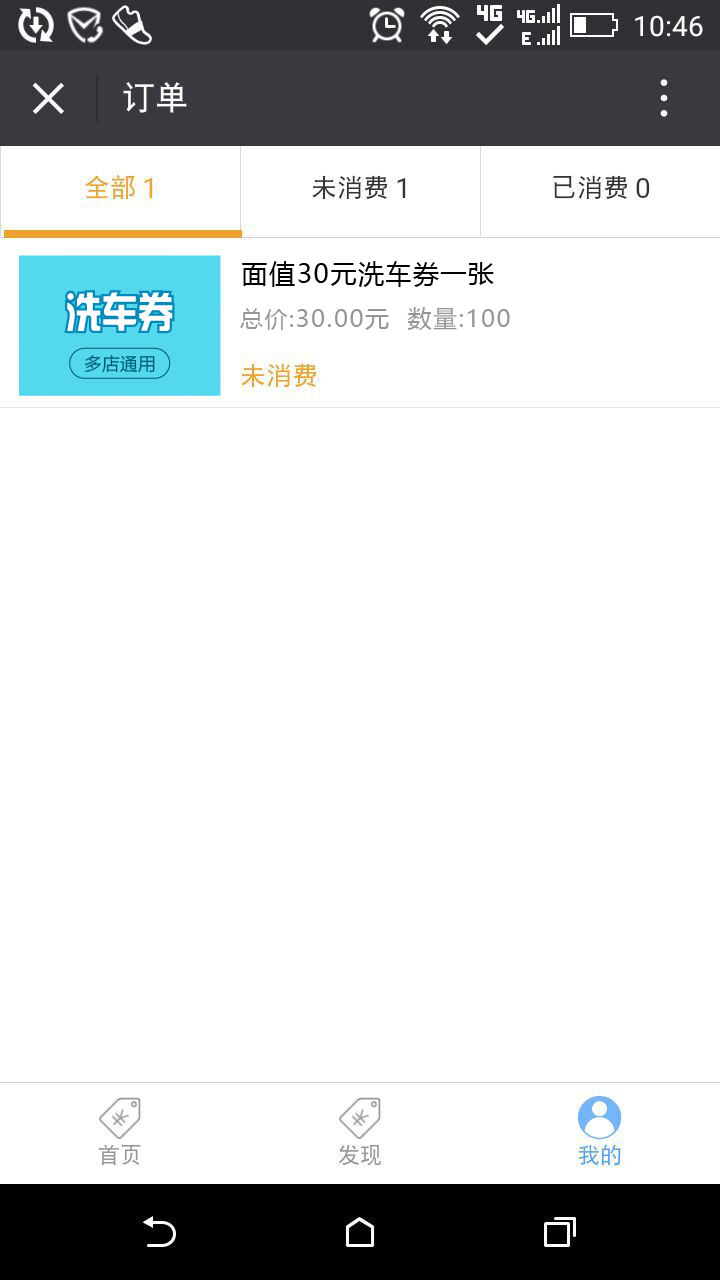 4G 4G E 10:46
订单
全部 1 未消费 1 已消费 0
洗车券
多店通用
面值30元洗车券一张
总价:30.00元 数量:100
未消费
首页 发现 我的